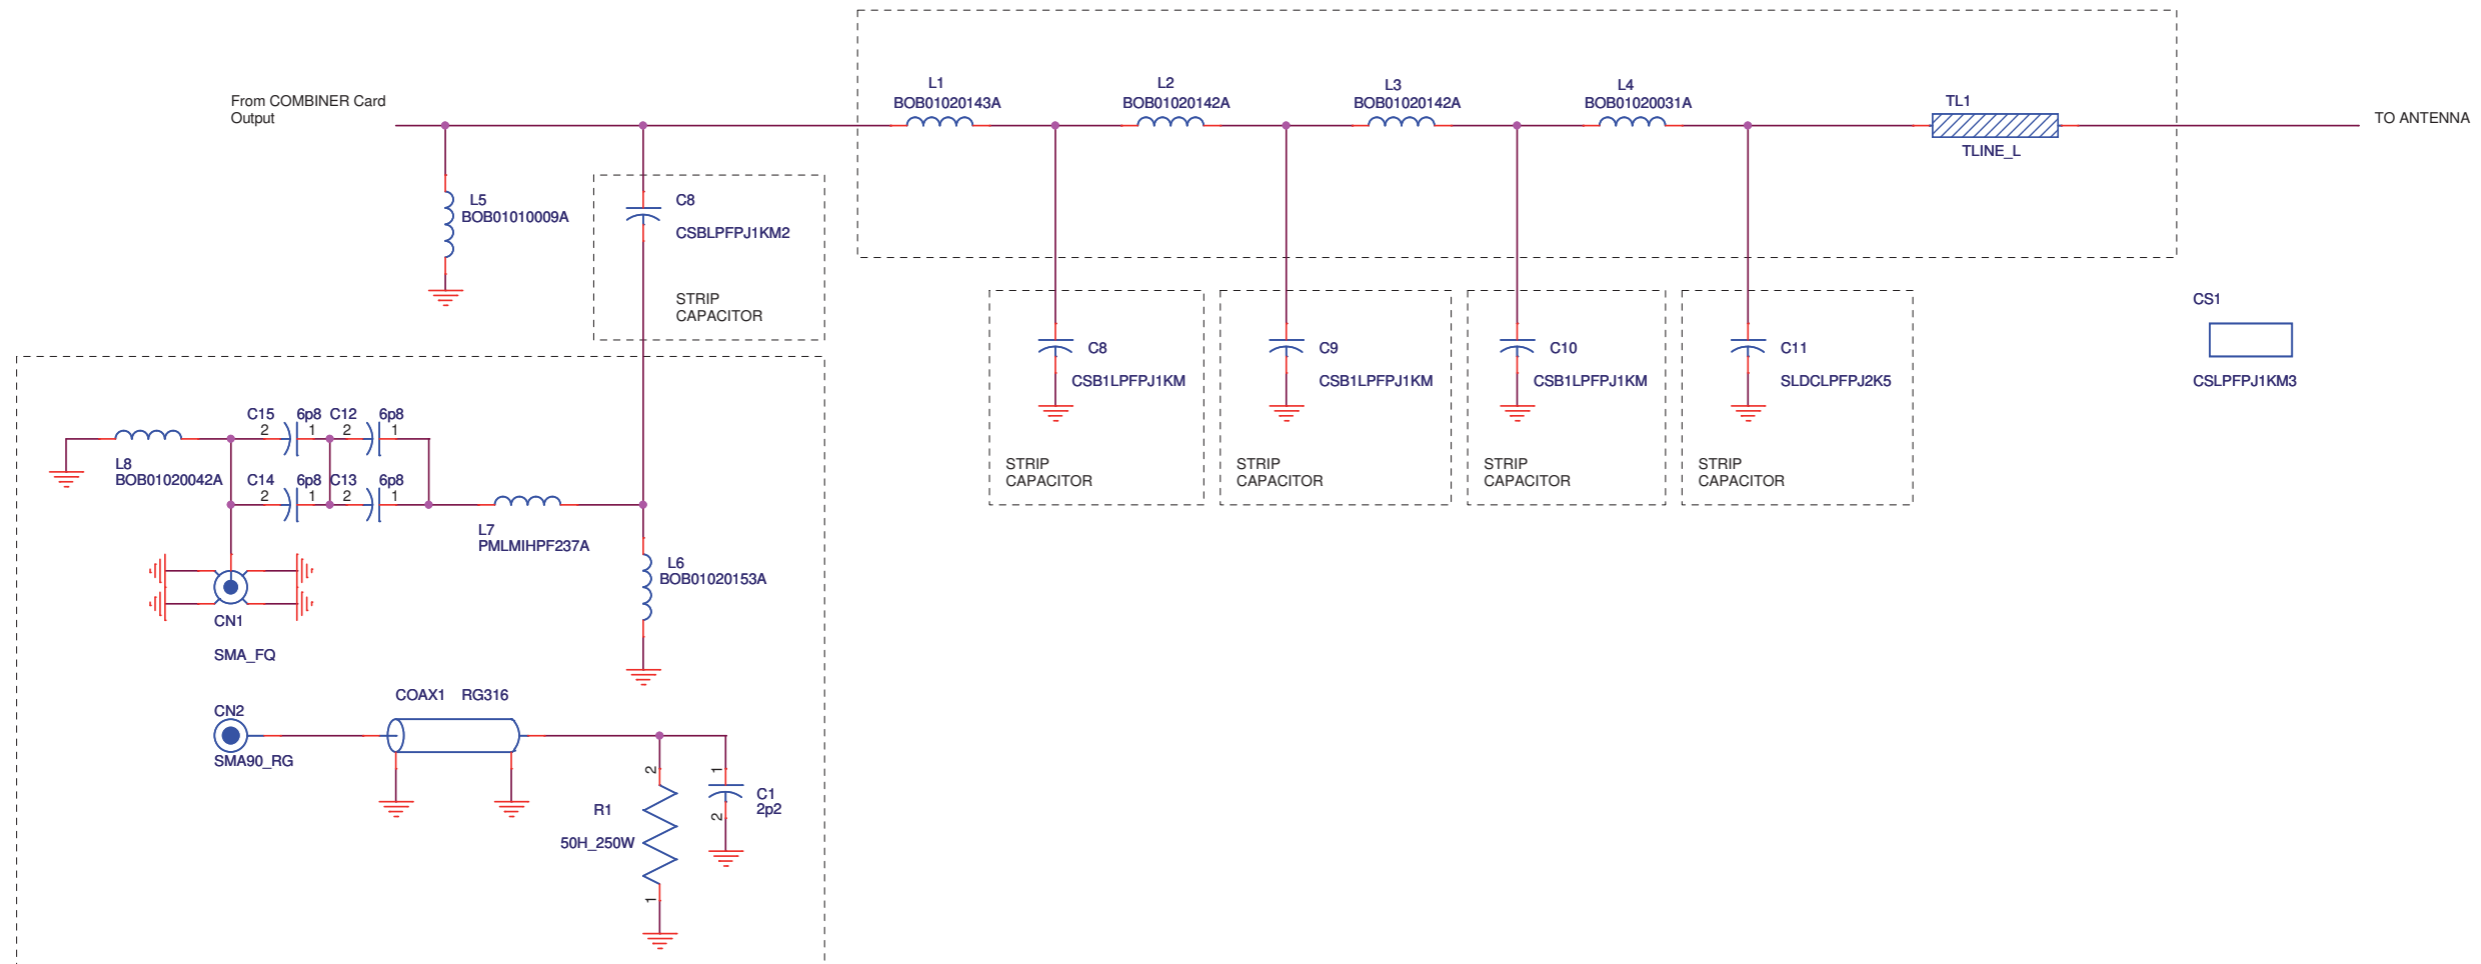 From COMBINER Card
Output
L1
BOB01020143A
L2
BOB01020142A
L3
BOB01020142A
L4
BOB01020031A
TL1
TLINE_L
TO ANTENNA
L5
BOB01010009A
C8
CSBLPFPJ1KM2
STRIP
CAPACITOR
C8
CSB1LPFPJ1KM
STRIP
CAPACITOR
C9
CSB1LPFPJ1KM
STRIP
CAPACITOR
C10
CSB1LPFPJ1KM
STRIP
CAPACITOR
C11
SLDCLPFPJ2K5
STRIP
CAPACITOR
CS1
CSLPFPJ1KM3
C15 6p8 C12 6p8
2 1 2 1
L8
BOB01020042A
C14 6p8 C13 6p8
2 1 2 1
L7
PMLMIHPF237A
L6
BOB01020153A
CN1
SMA_FQ
COAX1 RG316
CN2
SMA90_RG
2
R1
50H_250W
1
1
C1
2p2
2